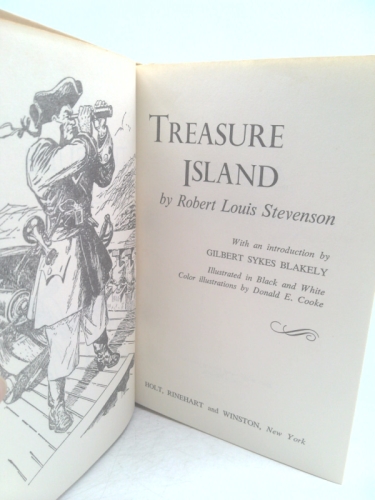 TREASURE
ISLAND
by Robert Louis Stevenson
With an introduction by
GILBERT SYKES BLAKELY
Illustrated in Black and White
Color illustrations by Donald E. Cooke
HOLT, RINEHART and WINSTON, New York